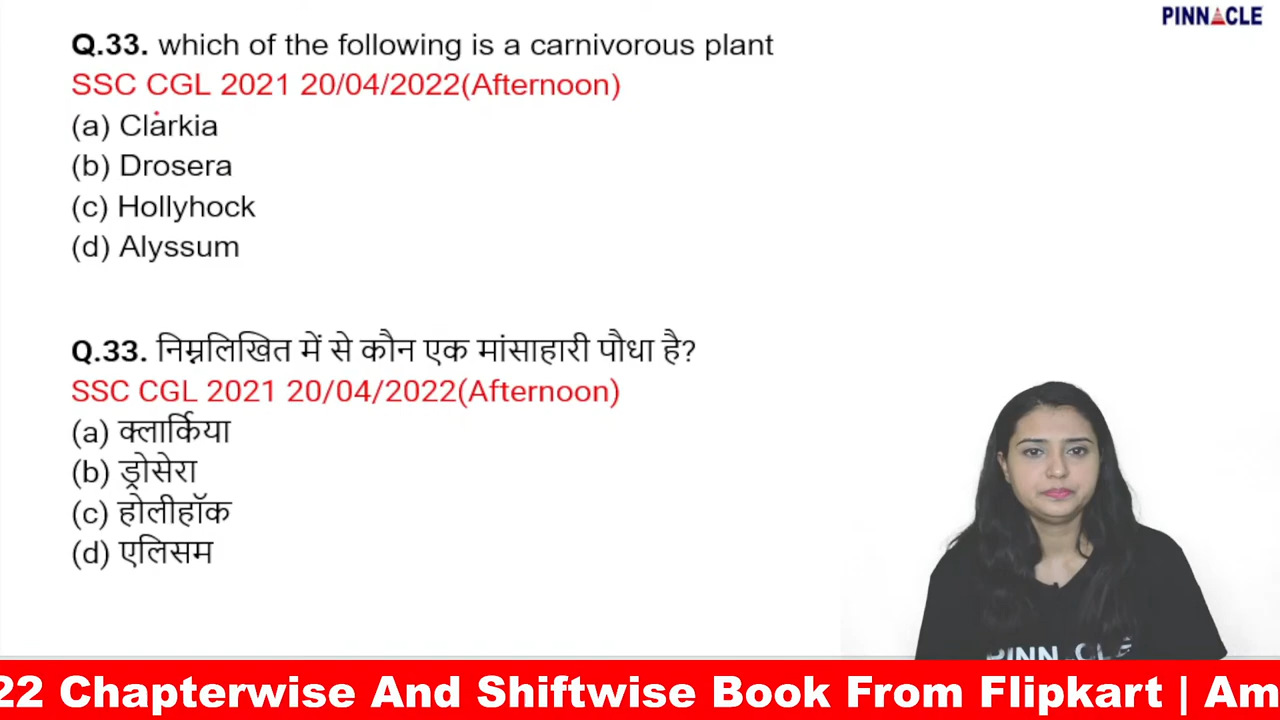 PINNACLE
Q.33. which of the following is a carnivorous plant
SSC CGL 2021 20/04/2022(Afternoon)
(a) Clarkia
(b) Drosera
(c) Hollyhock
(d) Alyssum
Q.33. निम्नलिखित में से कौन एक मांसाहारी पौधा है?
SSC CGL 2021 20/04/2022(Afternoon)
(a) क्लार्किया
(b) ड्रोसेरा
(c) होलीहॉक
(d) एलिसम
PINNACLE
22 Chapterwise And Shiftwise Book From Flipkart | Am